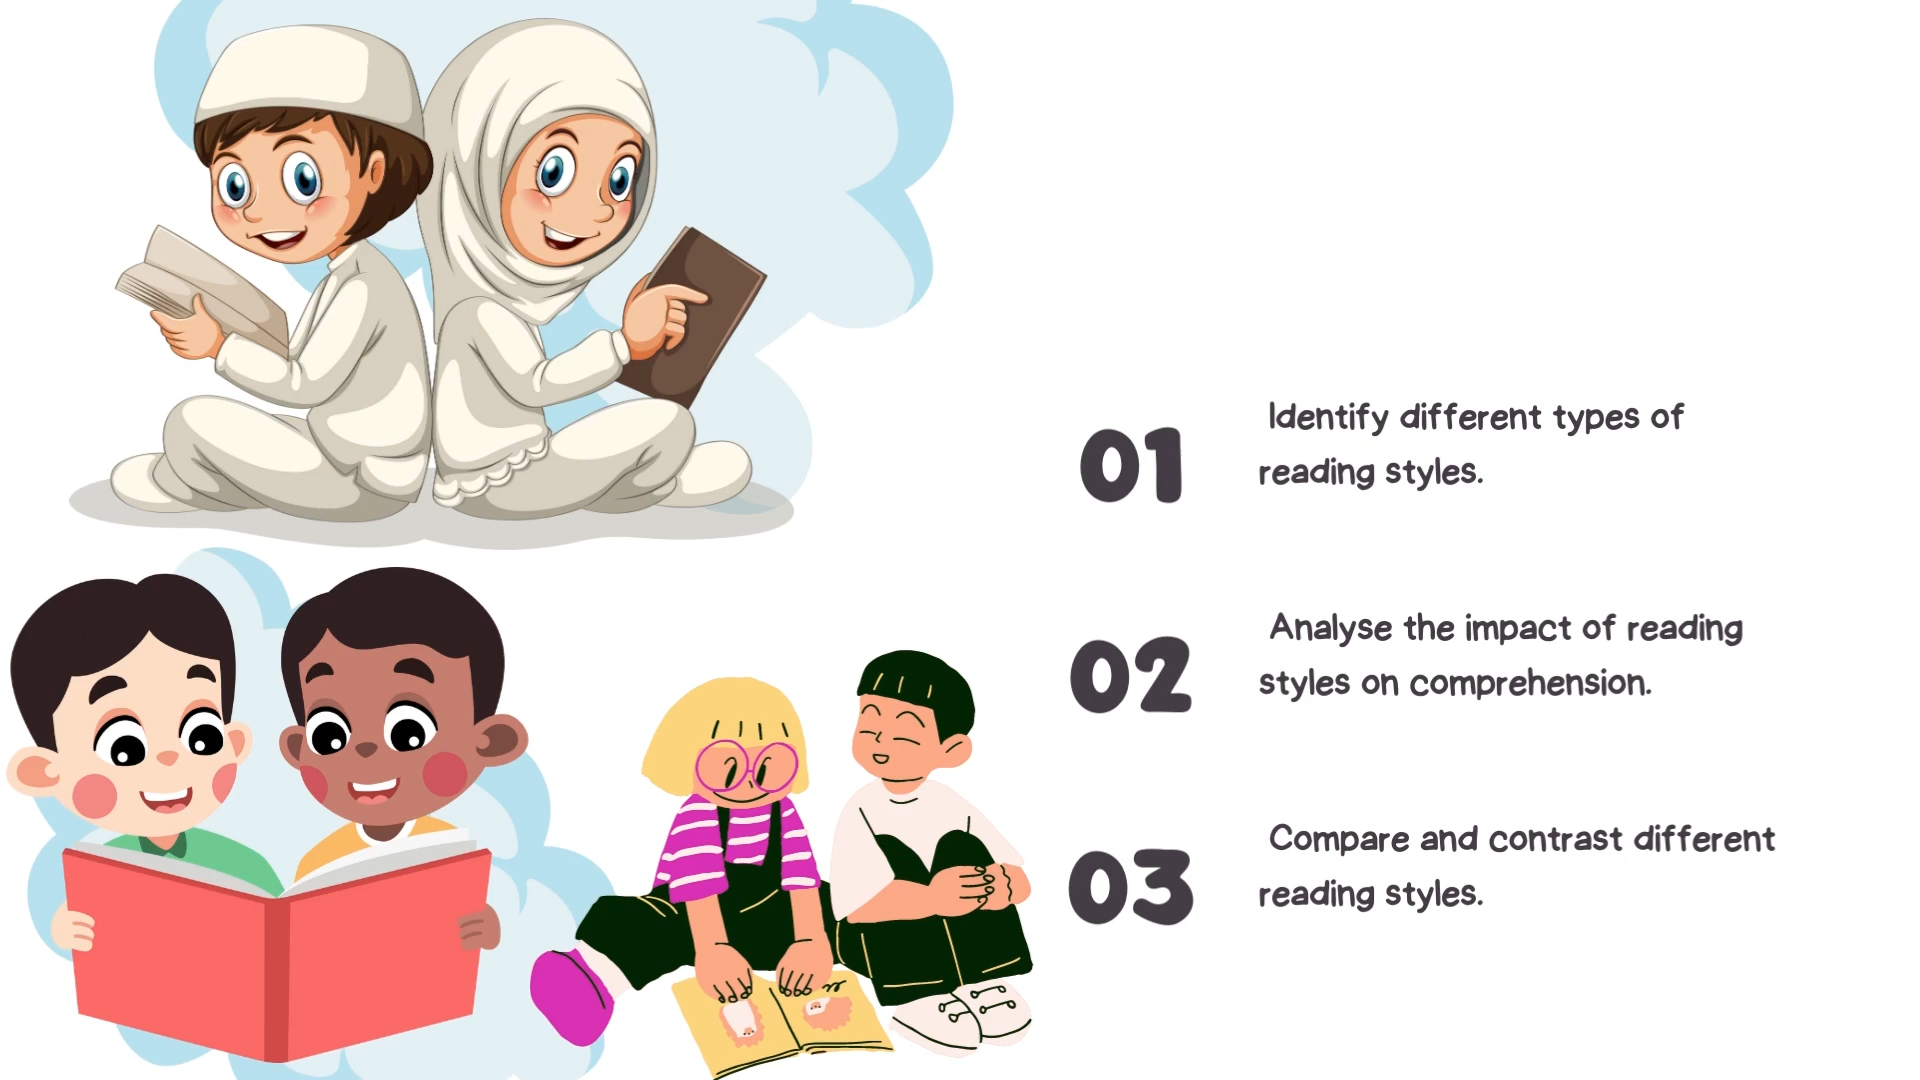 01
Identify different types of
reading styles.
02
Analyse the impact of reading
styles on comprehension.
03
Compare and contrast different
reading styles.